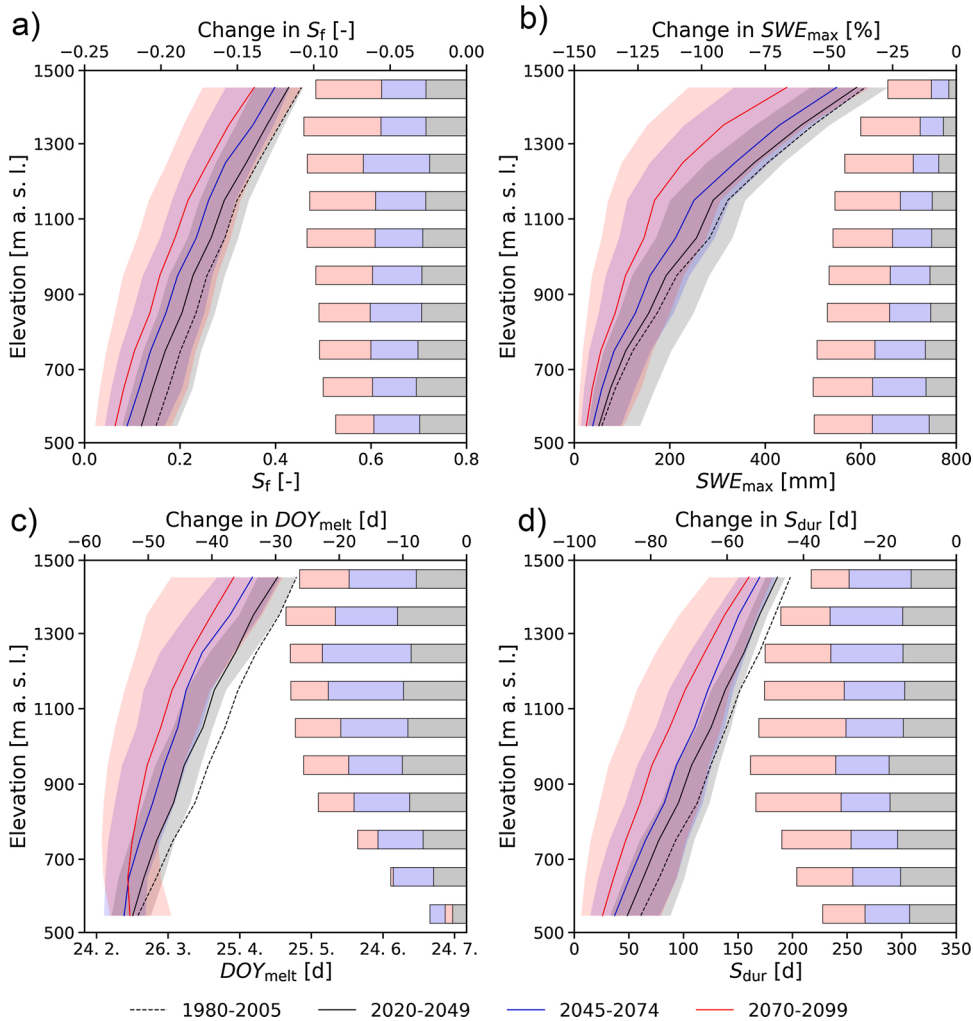 a)
Change in Sf [-]
−0.25 −0.20 −0.15 −0.10 −0.05 0.00
Elevation [m a. s. l.]
1500
1300
1100
900
700
500
0.0 0.2 0.4 0.6 0.8
Sf [-]
b)
Change in SWEmax [%]
−150 −125 −100 −75 −50 −25 0
Elevation [m a. s. l.]
1500
1300
1100
900
700
500
0 200 400 600 800
SWEmax [mm]
c)
Change in DOYmelt [d]
−60 −50 −40 −30 −20 −10 0
Elevation [m a. s. l.]
1500
1300
1100
900
700
500
24. 2. 26. 3. 25. 4. 25. 5. 24. 6. 24. 7.
DOYmelt [d]
d)
Change in Sdur [d]
−100 −80 −60 −40 −20 0
Elevation [m a. s. l.]
1500
1300
1100
900
700
500
0 50 100 150 200 250 300 350
Sdur [d]
1980-2005 2020-2049 2045-2074 2070-2099